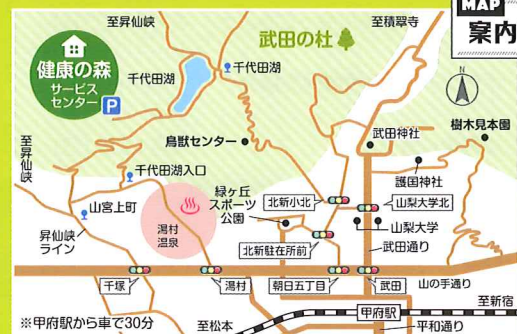 MAP
案内
至昇仙峡
至積翠寺
武田の杜
健康の森
サービス
センター
P
千代田湖
千代田湖
N
鳥獣センター
武田神社
樹木見本園
至昇仙峡
千代田湖入口
緑ヶ丘
スポーツ
公園
北新小北
護国神社
山梨大学北
山宮上町
湯村
温泉
山梨大学
北新駐在所前
武田通り
昇仙峡
ライン
千塚
湯村
朝日五丁目
武田
山の手通り
※甲府駅から車で30分
至松本
甲府駅
至新宿
平和通り